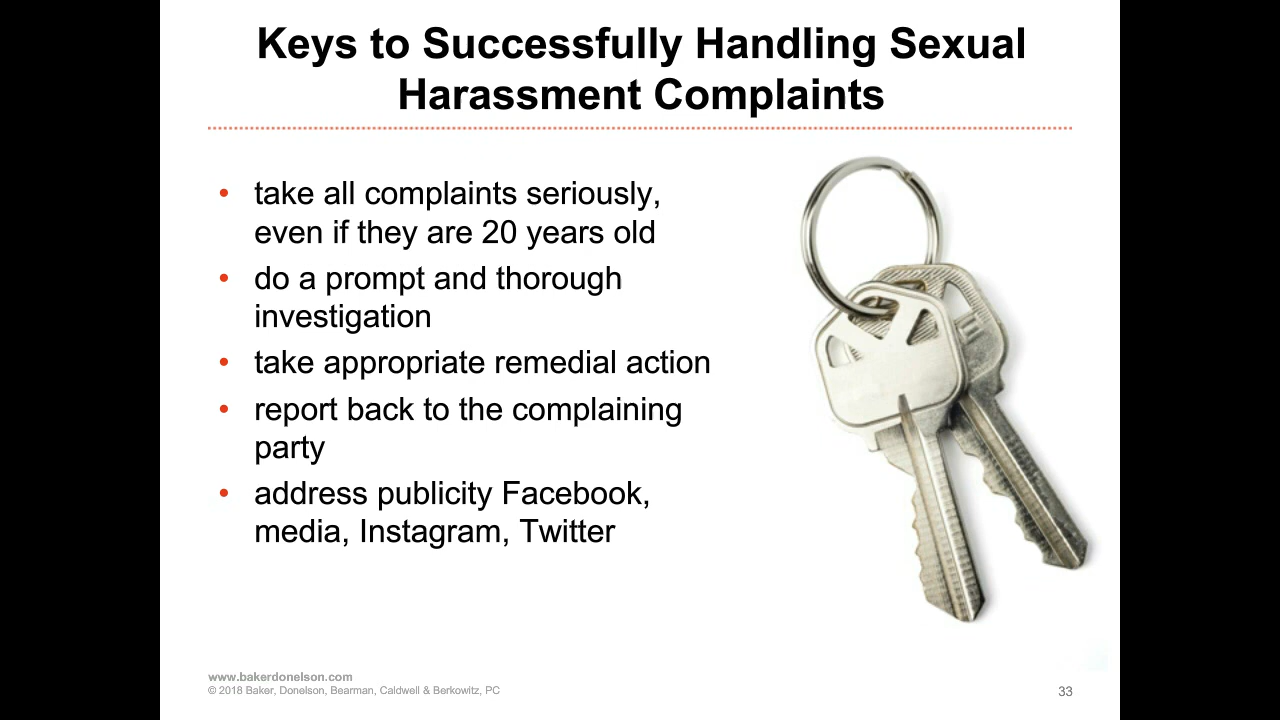 Keys to Successfully Handling Sexual
Harassment Complaints
• take all complaints seriously,
even if they are 20 years old
• do a prompt and thorough
investigation
• take appropriate remedial action
• report back to the complaining
party
• address publicity Facebook,
media, Instagram, Twitter
www.bakerdonelson.com
© 2018 Baker, Donelson, Bearman, Caldwell & Berkowitz, PC
33